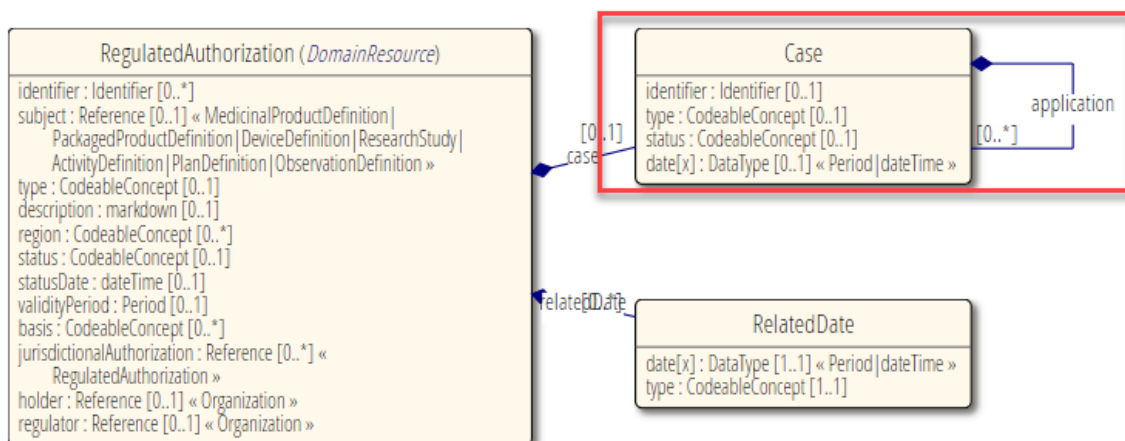 RegulatedAuthorization (DomainResource)
identifier : Identifier [0..*]
subject : Reference [0..1] « MedicinalProductDefinition|
PackagedProductDefinition|DeviceDefinition|ResearchStudy|
ActivityDefinition|PlanDefinition|ObservationDefinition »
type : CodeableConcept [0..1]
description : markdown [0..1]
region : CodeableConcept [0..*]
status : CodeableConcept [0..1]
statusDate : dateTime [0..1]
validityPeriod : Period [0..1]
basis : CodeableConcept [0..*]
jurisdictionalAuthorization : Reference [0..*] «
RegulatedAuthorization »
holder : Reference [0..1] « Organization »
regulator : Reference [0..1] « Organization »
[0..1]
case
Case
identifier : Identifier [0..1]
type : CodeableConcept [0..1]
status : CodeableConcept [0..1]
date[x] : DataType [0..1] « Period|dateTime »
application
[0..*]
relatedDate
[0..*]
RelatedDate
date[x] : DataType [1..1] « Period|dateTime »
type : CodeableConcept [1..1]